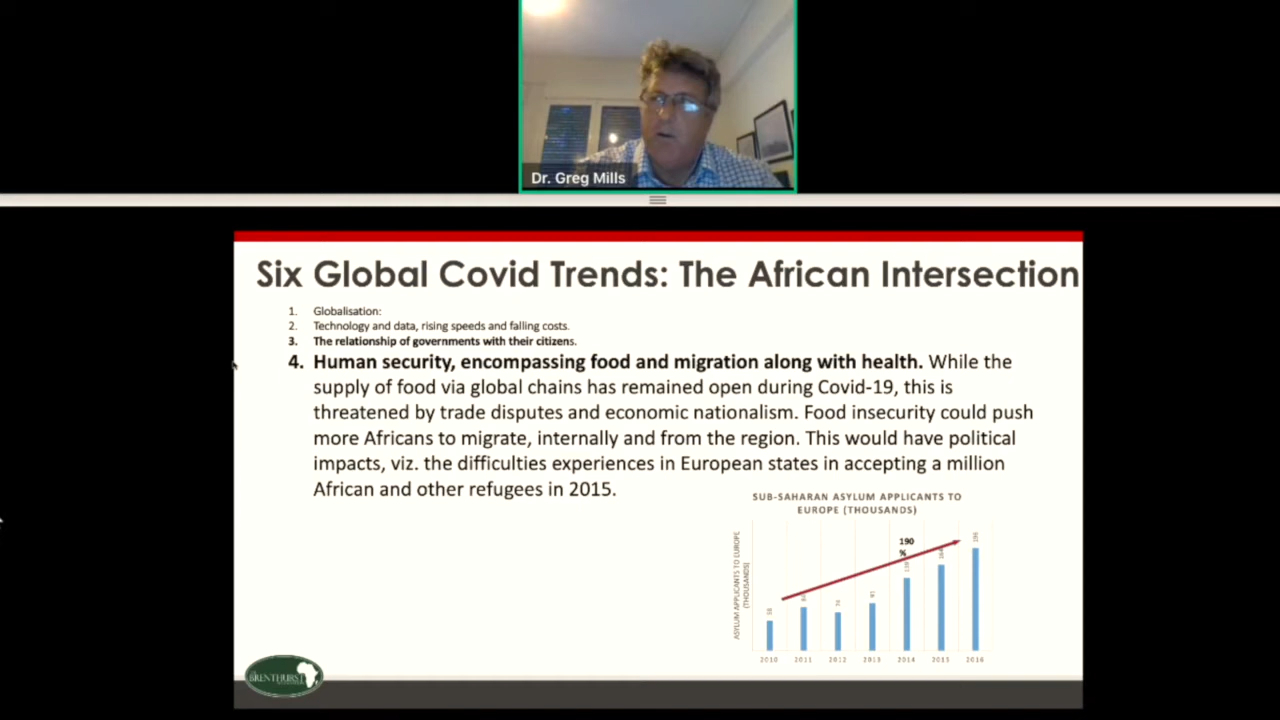 Dr. Greg Mills
Six Global Covid Trends: The African Intersection
1. Globalisation:
2. Technology and data, rising speeds and falling costs.
3. The relationship of governments with their citizens.
4. Human security, encompassing food and migration along with health. While the
supply of food via global chains has remained open during Covid-19, this is
threatened by trade disputes and economic nationalism. Food insecurity could push
more Africans to migrate, internally and from the region. This would have political
impacts, viz. the difficulties experiences in European states in accepting a million
African and other refugees in 2015.
SUB-SAHARAN ASYLUM APPLICANTS TO
EUROPE (THOUSANDS)
ASYLUM APPLICANTS TO EUROPE
(THOUSANDS)
190
%
2010 2011 2012 2013 2014 2015 2016
BRENTHURST